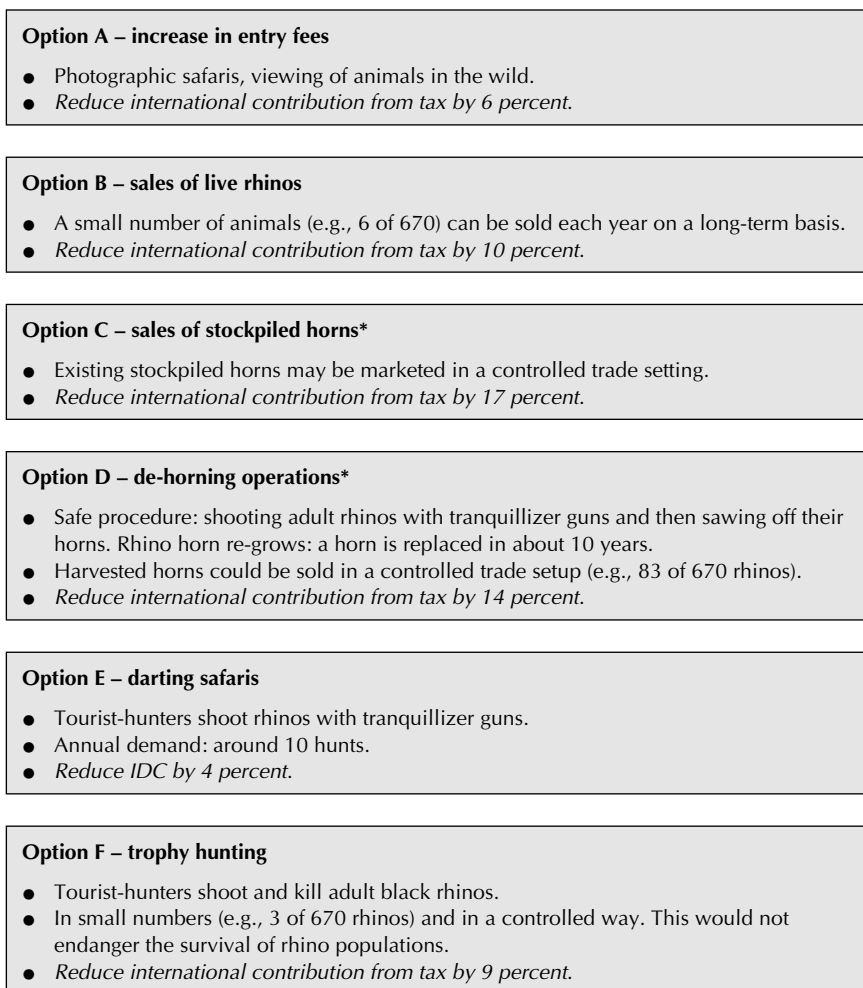 Option A – increase in entry fees
● Photographic safaris, viewing of animals in the wild.
● Reduce international contribution from tax by 6 percent.
Option B – sales of live rhinos
● A small number of animals (e.g., 6 of 670) can be sold each year on a long-term basis.
● Reduce international contribution from tax by 10 percent.
Option C – sales of stockpiled horns*
● Existing stockpiled horns may be marketed in a controlled trade setting.
● Reduce international contribution from tax by 17 percent.
Option D – de-horning operations*
● Safe procedure: shooting adult rhinos with tranquillizer guns and then sawing off their
horns. Rhino horn re-grows: a horn is replaced in about 10 years.
● Harvested horns could be sold in a controlled trade setup (e.g., 83 of 670 rhinos).
● Reduce international contribution from tax by 14 percent.
Option E – darting safaris
● Tourist-hunters shoot rhinos with tranquillizer guns.
● Annual demand: around 10 hunts.
● Reduce IDC by 4 percent.
Option F – trophy hunting
● Tourist-hunters shoot and kill adult black rhinos.
● In small numbers (e.g., 3 of 670 rhinos) and in a controlled way. This would not
endanger the survival of rhino populations.
● Reduce international contribution from tax by 9 percent.